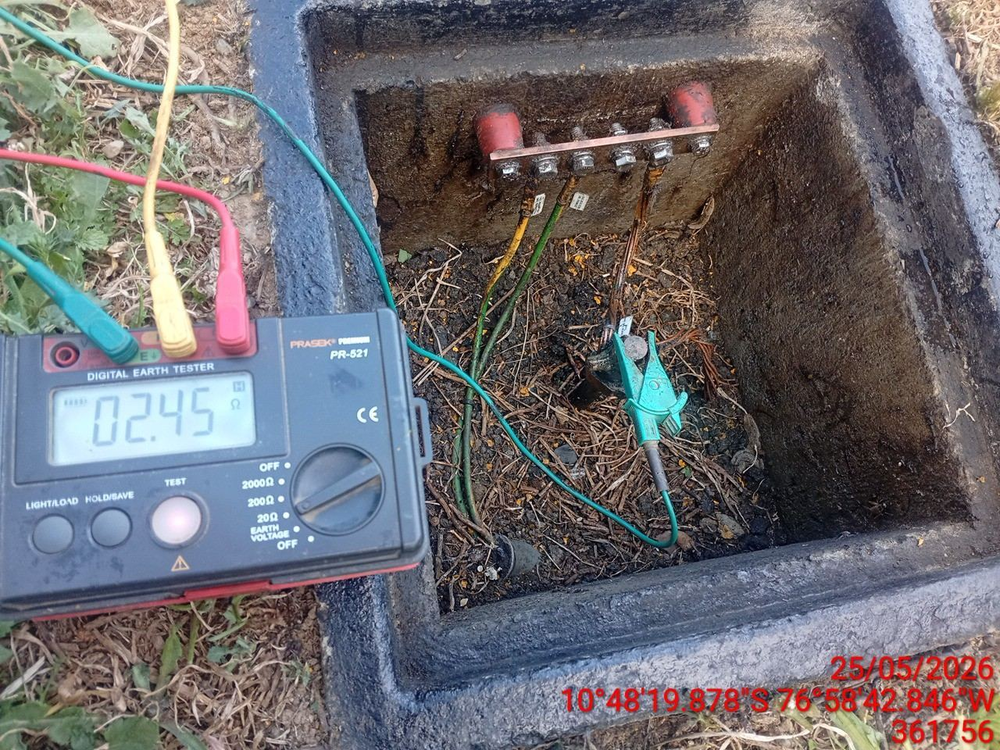 PRASEK® PREMIUM
PR-521
E
DIGITAL EARTH TESTER
02.45
H
Ω
CE
LIGHT/LOAD
HOLD/SAVE
TEST
OFF
2000Ω
200Ω
20Ω
EARTH
VOLTAGE
OFF
25/05/2026
10°48'19.878"S 76°58'42.846"W
361756